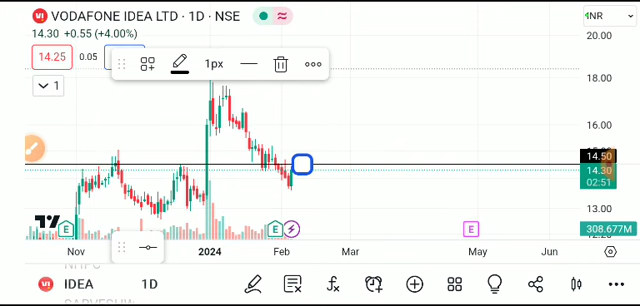 VODAFONE IDEA LTD · 1D · NSE
INR
14.30 +0.55 (+4.00%)
14.25
0.05
1px
1
20.00
18.00
16.00
14.50
14.30
02:51
13.00
308.677M
E
E
E
Nov
2024
Feb
Mar
May
Jun
IDEA
1D